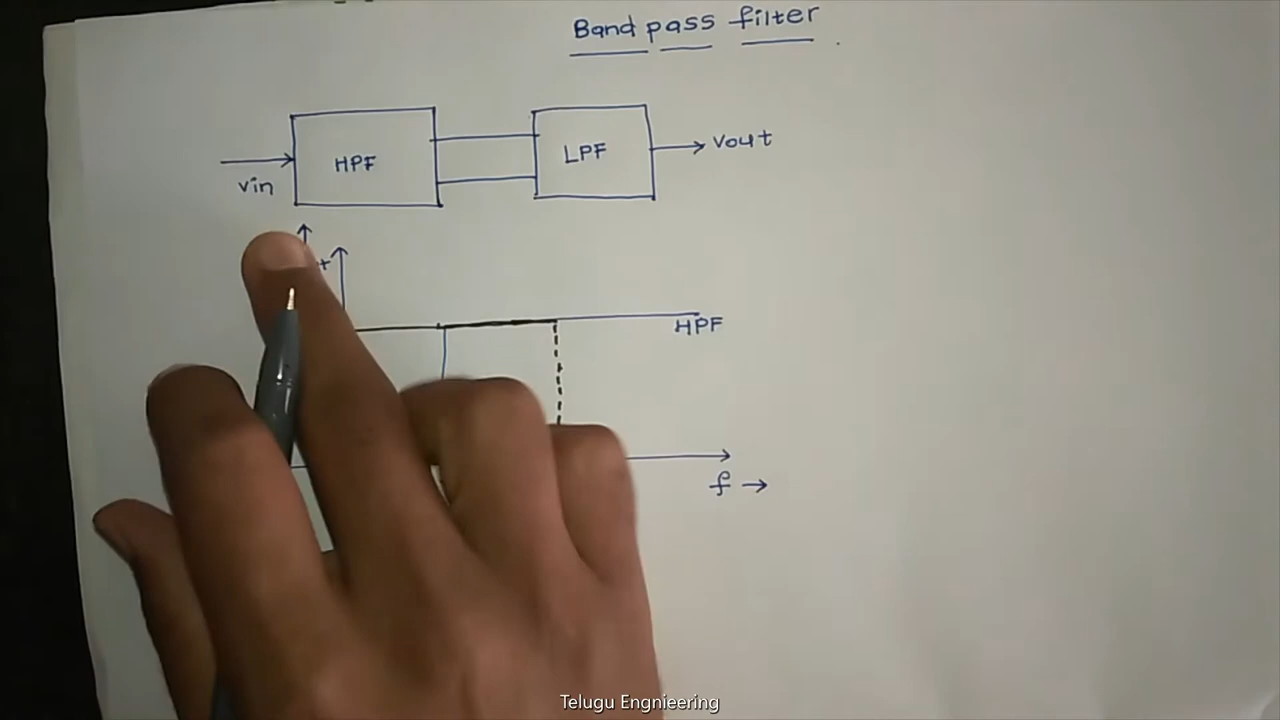 Band pass filter
HPF
LPF
vout
vin
HPF
f →
Telugu Engnieering